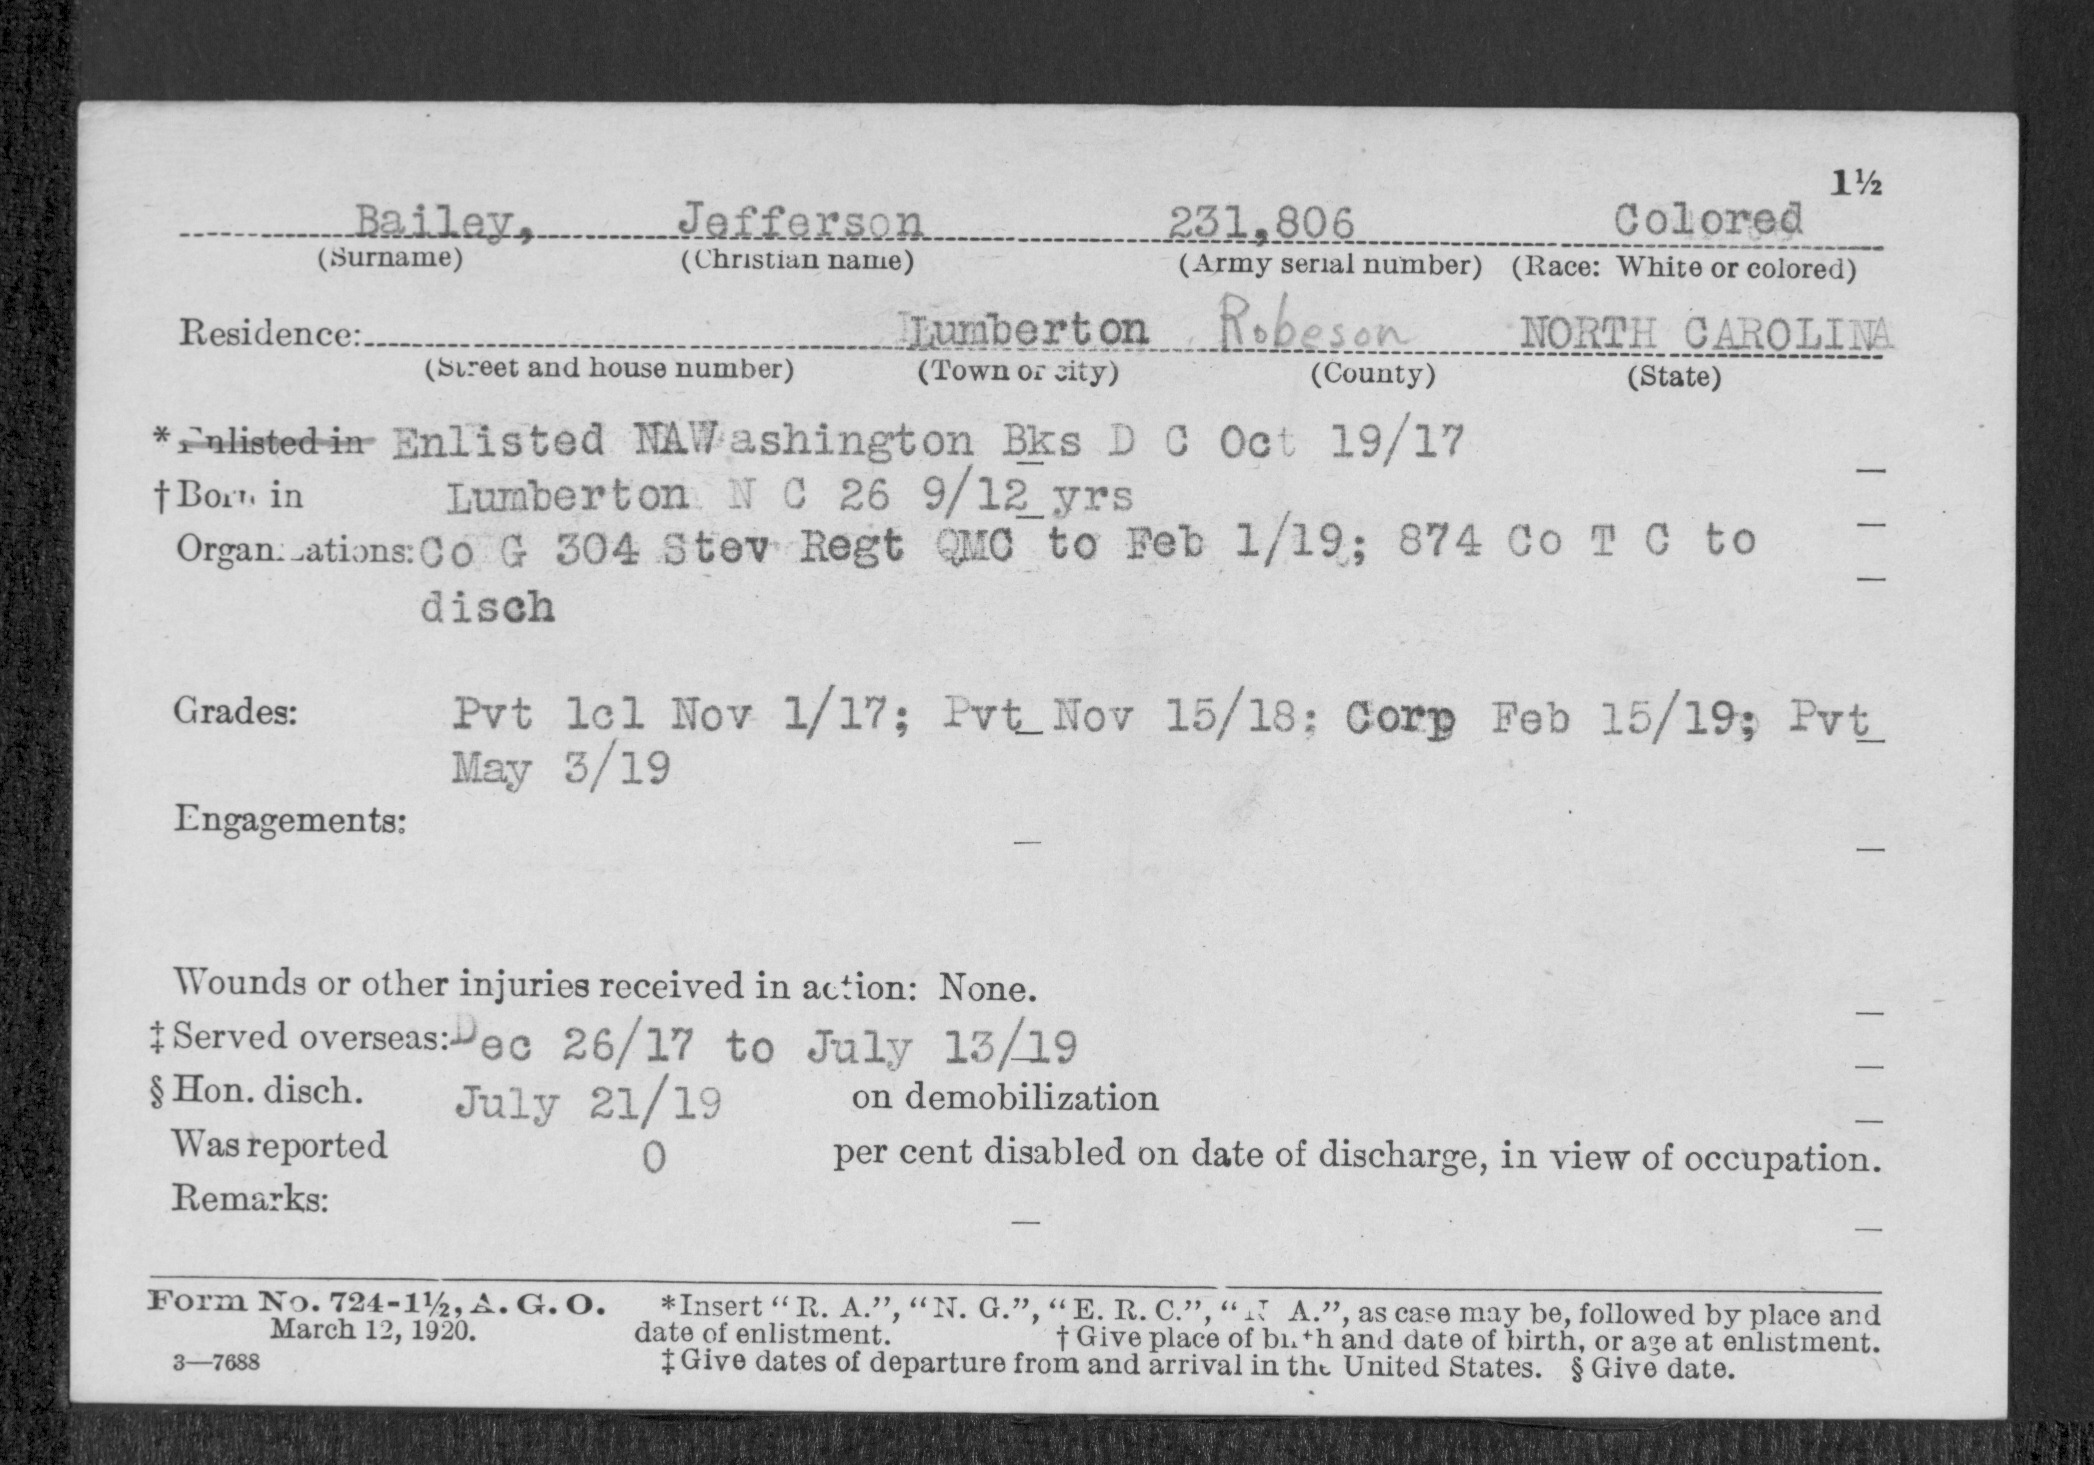 1½
Bailey, Jefferson 231,806 Colored
(Surname) (Christian name) (Army serial number) (Race: White or colored)
Residence: Lumberton Robeson NORTH CAROLINA
(Street and house number) (Town or city) (County) (State)
* Enlisted in Enlisted NA Washington Bks D C Oct 19/17
† Born in Lumberton N C 26 9/12 yrs
Organizations: Co G 304 Stev Regt QMC to Feb 1/19; 874 Co T C to
disch
Grades: Pvt 1cl Nov 1/17; Pvt Nov 15/18; Corp Feb 15/19; Pvt
May 3/19
Engagements:
Wounds or other injuries received in action: None.
‡ Served overseas: Dec 26/17 to July 13/19
§ Hon. disch. July 21/19 on demobilization
Was reported 0 per cent disabled on date of discharge, in view of occupation.
Remarks:
Form No. 724-1½, A. G. O. *Insert "R. A.", "N. G.", "E. R. C.", "N. A.", as case may be, followed by place and
March 12, 1920. date of enlistment. † Give place of birth and date of birth, or age at enlistment.
3—7688 ‡ Give dates of departure from and arrival in the United States. § Give date.